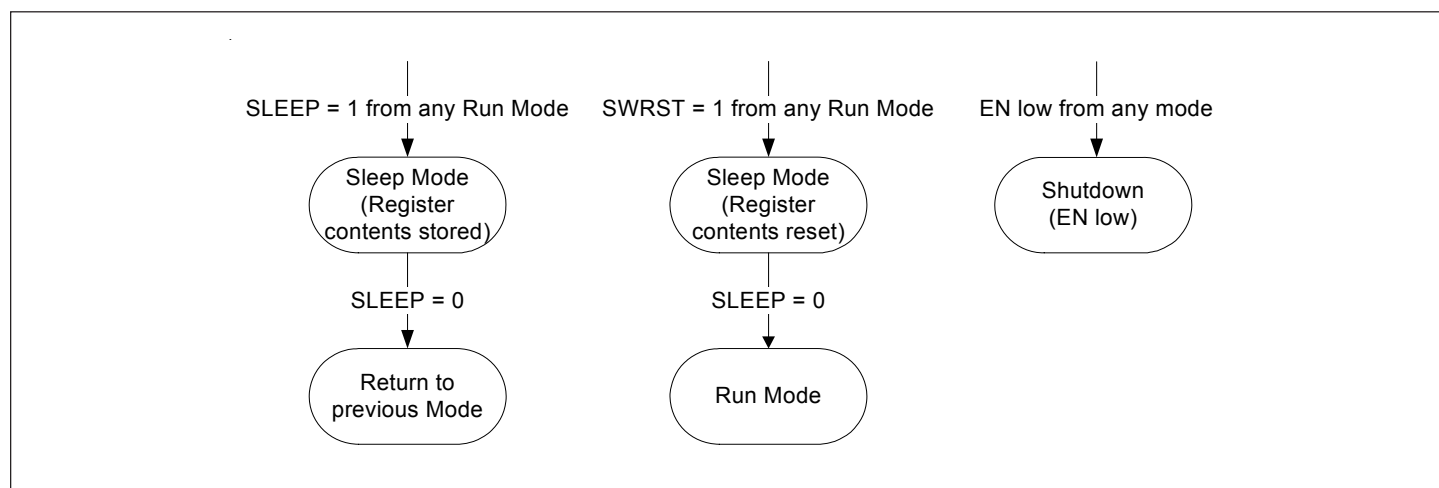 SLEEP = 1 from any Run Mode
SWRST = 1 from any Run Mode
EN low from any mode
Sleep Mode
(Register
contents stored)
Sleep Mode
(Register
contents reset)
Shutdown
(EN low)
SLEEP = 0
SLEEP = 0
Return to
previous Mode
Run Mode